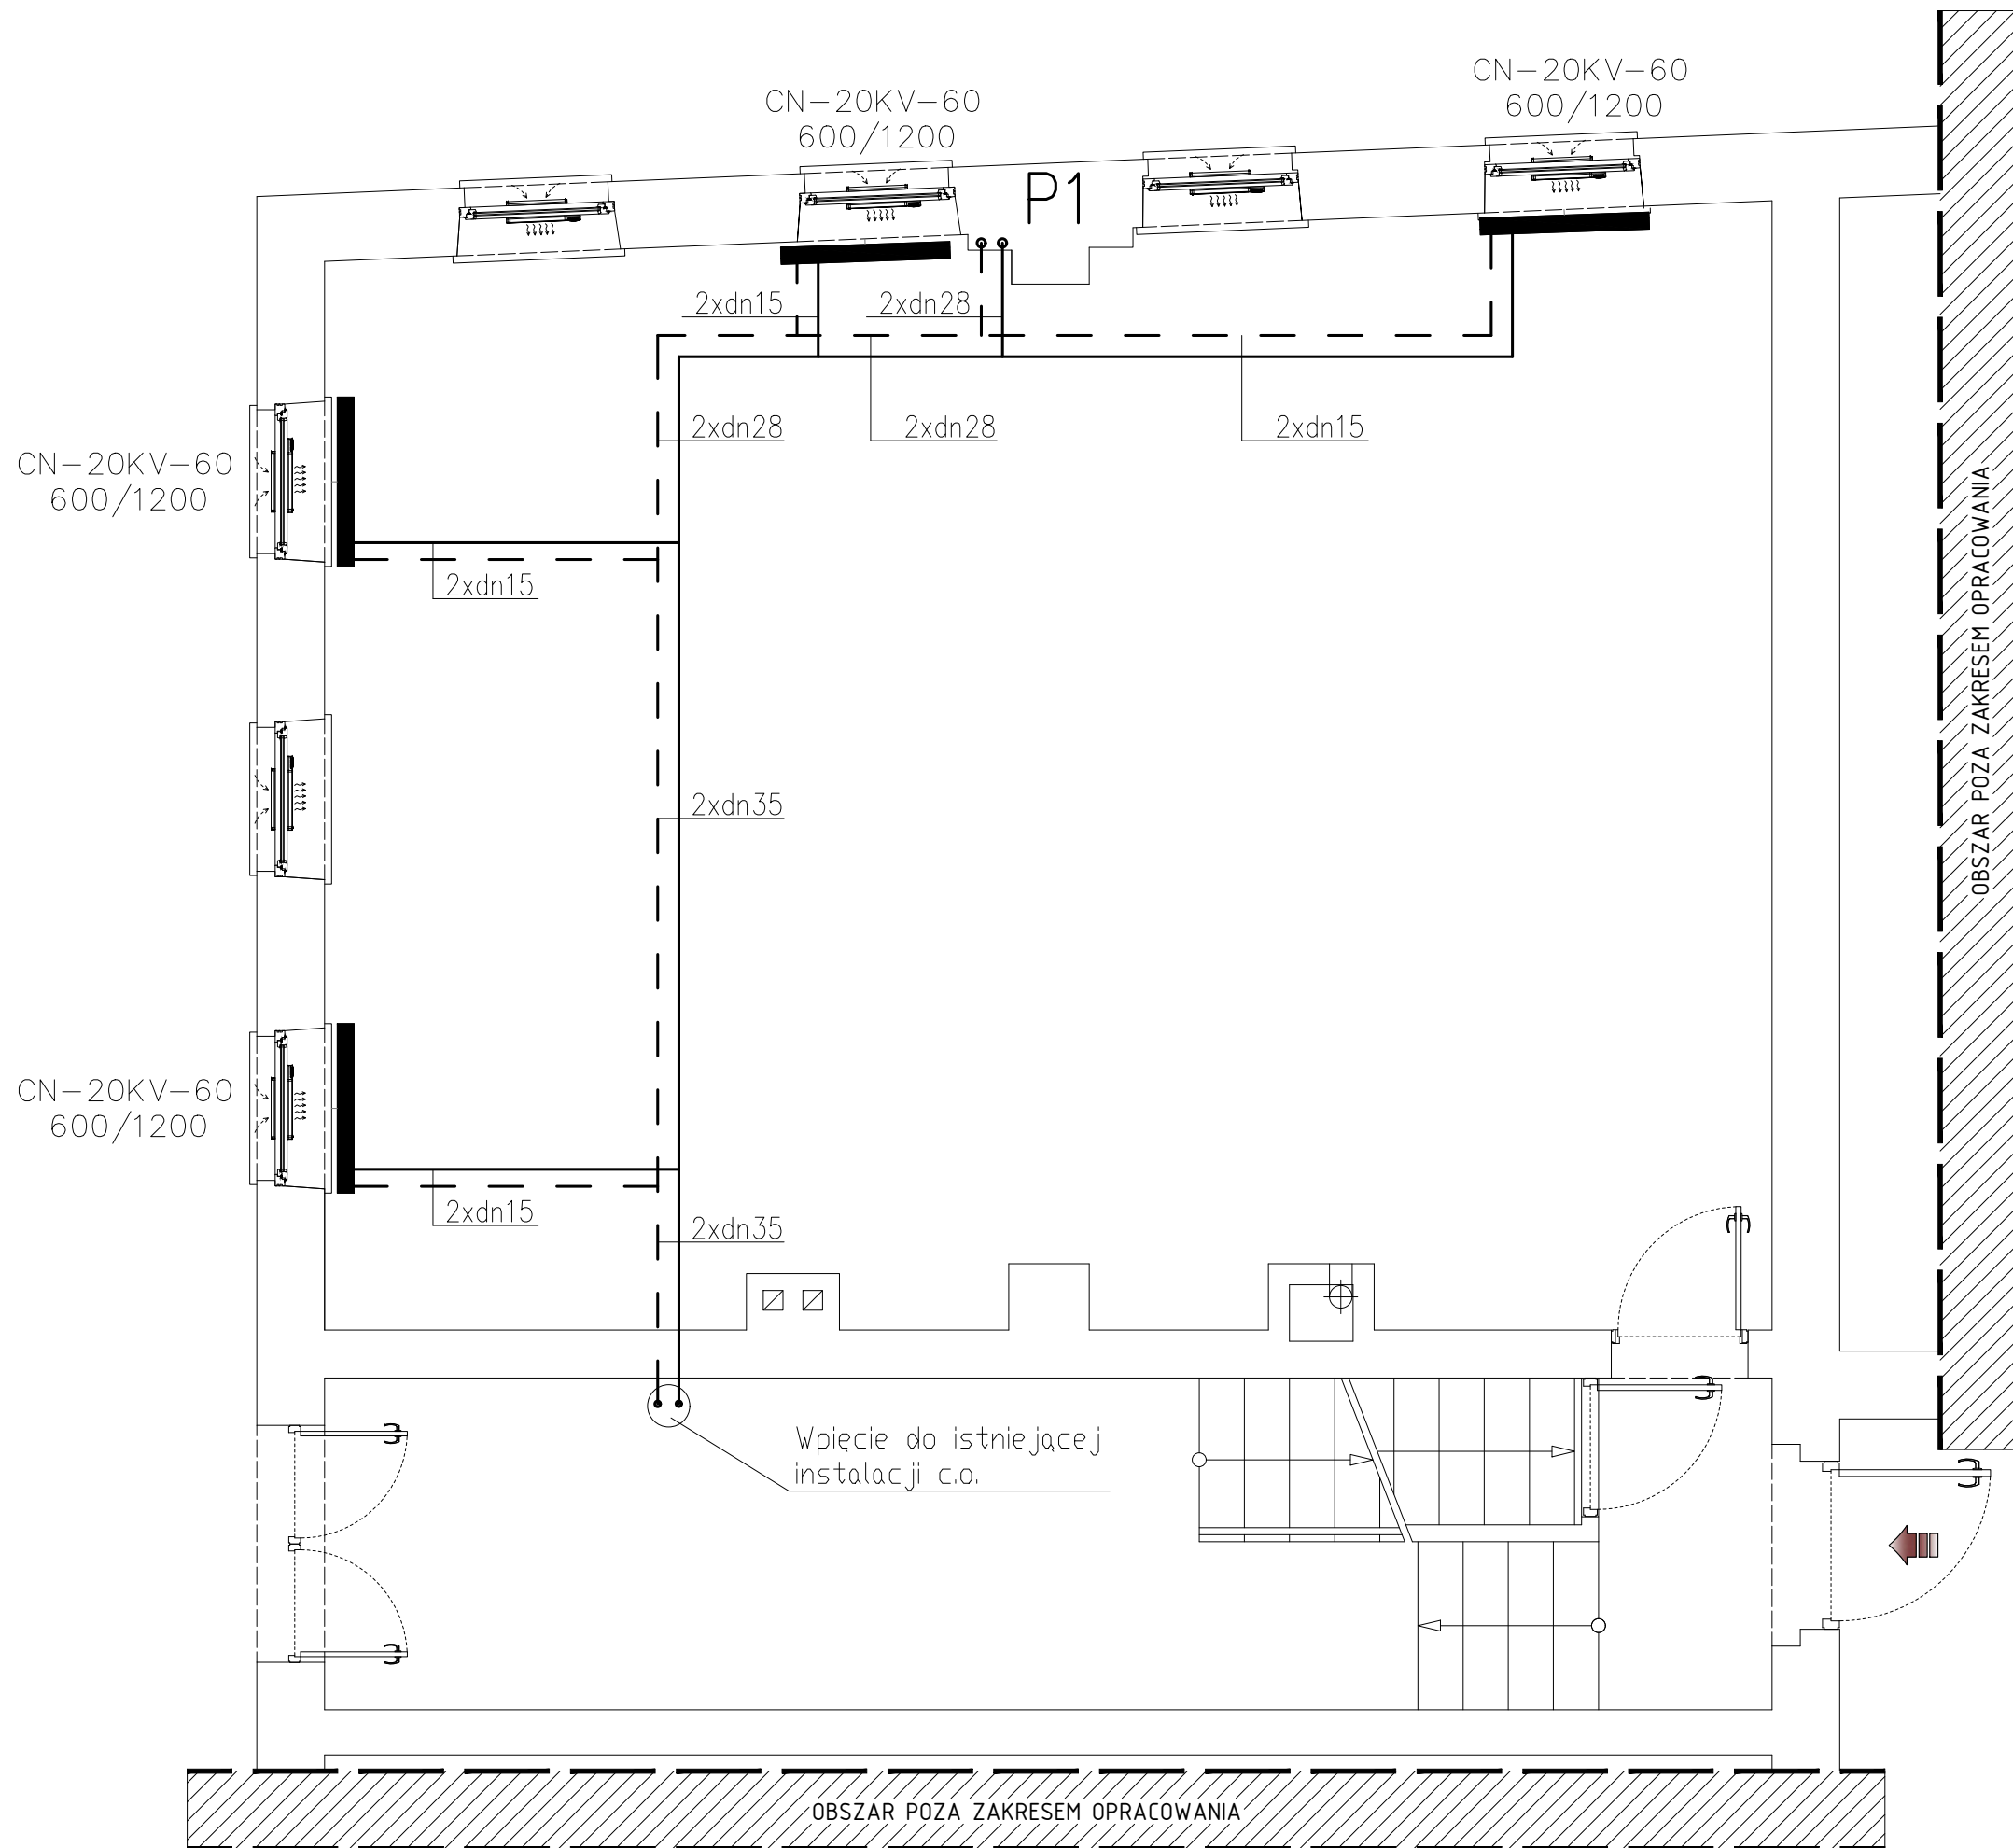 CN-20KV-60
600/1200
CN-20KV-60
600/1200
P1
2xdn15
2xdn28
2xdn28
2xdn28
2xdn15
CN-20KV-60
600/1200
2xdn15
OBSZAR POZA ZAKRESEM OPRACOWANIA
2xdn35
CN-20KV-60
600/1200
2xdn15
2xdn35
Wpięcie do istniejącej
instalacji c.o.
OBSZAR POZA ZAKRESEM OPRACOWANIA